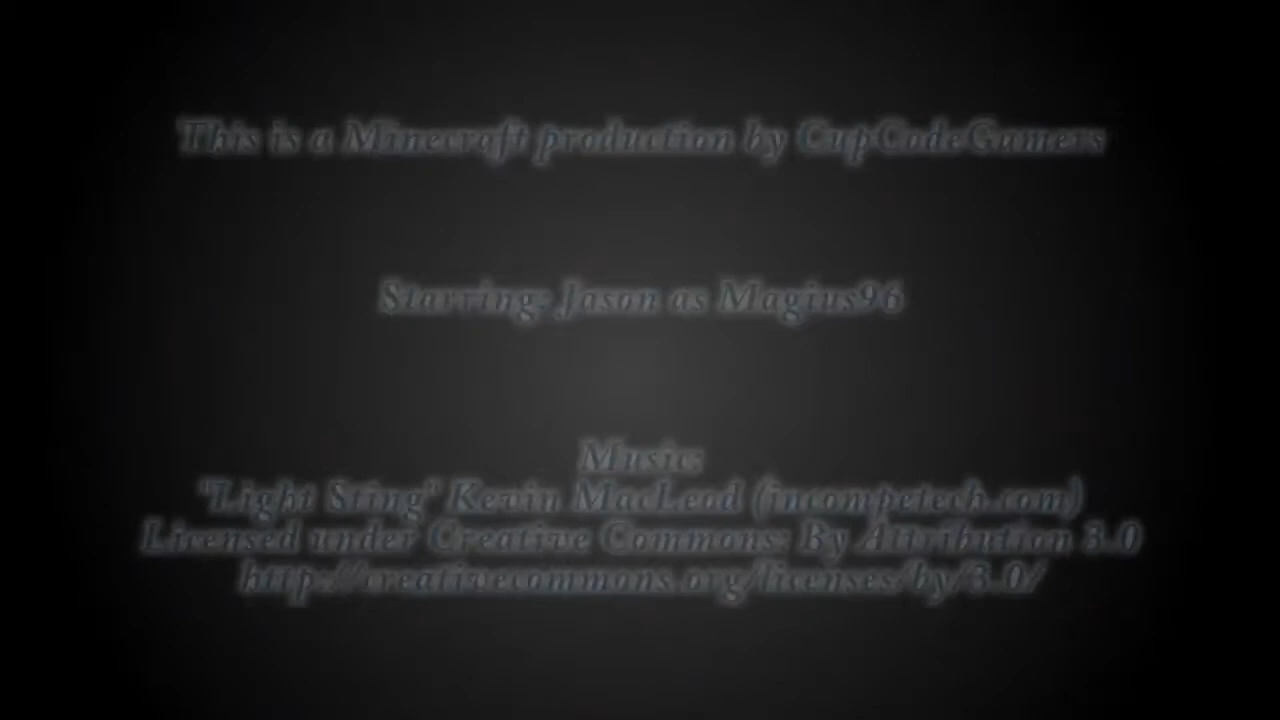 This is a Minecraft production by CupCodeGamers
Starring: Jason as Magius96
Music:
"Light Sting" Kevin MacLeod (incompetech.com)
Licensed under Creative Commons: By Attribution 3.0
http://creativecommons.org/licenses/by/3.0/